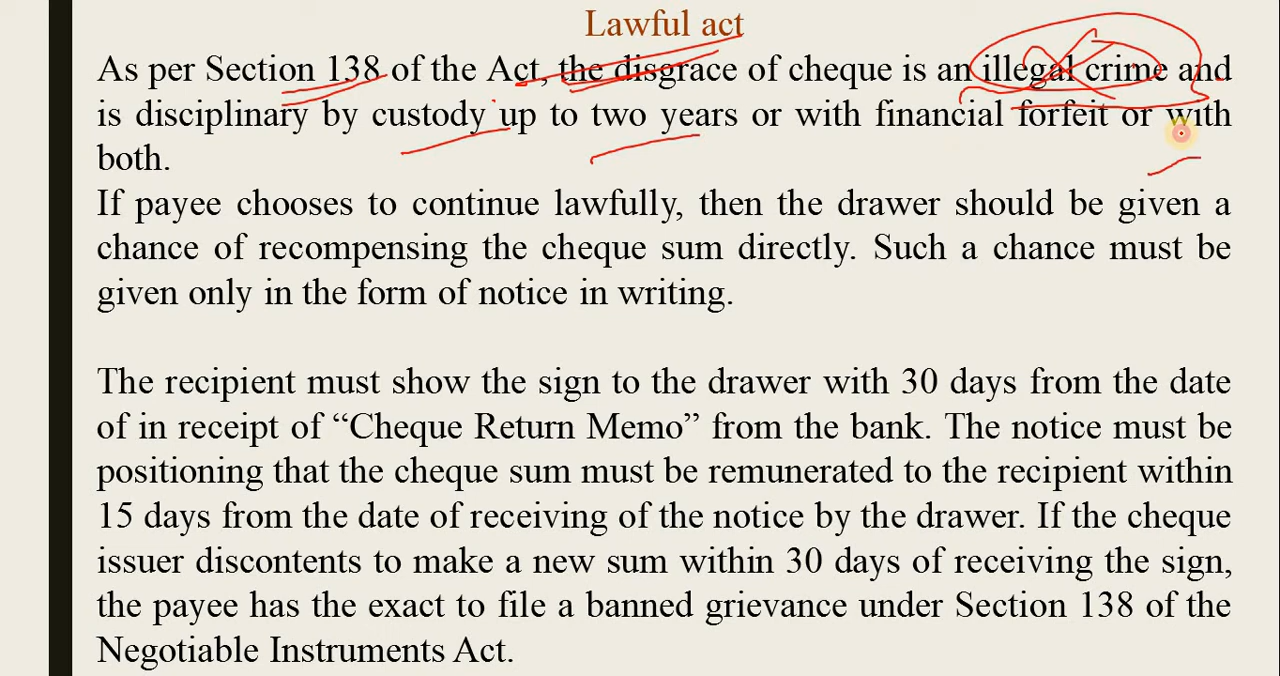 Lawful act
As per Section 138 of the Act, the disgrace of cheque is an illegal crime and
is disciplinary by custody up to two years or with financial forfeit or with
both.
If payee chooses to continue lawfully, then the drawer should be given a
chance of recompensing the cheque sum directly. Such a chance must be
given only in the form of notice in writing.
The recipient must show the sign to the drawer with 30 days from the date
of in receipt of “Cheque Return Memo” from the bank. The notice must be
positioning that the cheque sum must be remunerated to the recipient within
15 days from the date of receiving of the notice by the drawer. If the cheque
issuer discontents to make a new sum within 30 days of receiving the sign,
the payee has the exact to file a banned grievance under Section 138 of the
Negotiable Instruments Act.